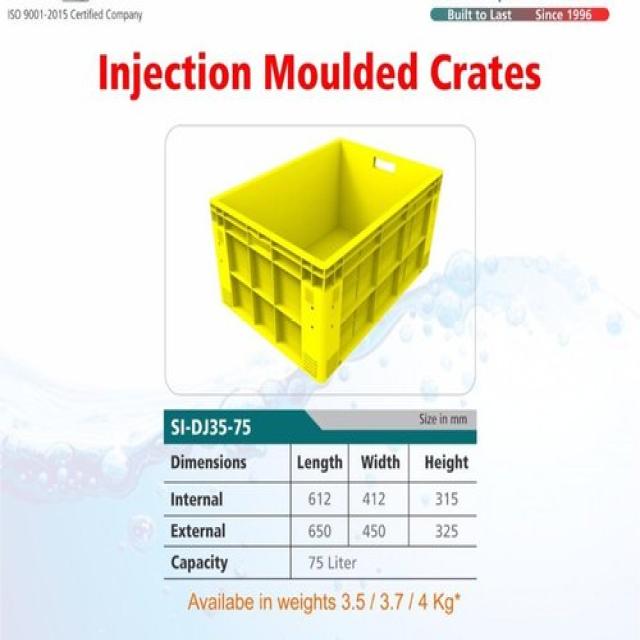 ISO 9001-2015 Certified Company
Built to Last Since 1996
Injection Moulded Crates
SI-DJ35-75 Size in mm
Dimensions Length Width Height
Internal 612 412 315
External 650 450 325
Capacity 75 Liter
Availabe in weights 3.5 / 3.7 / 4 Kg*